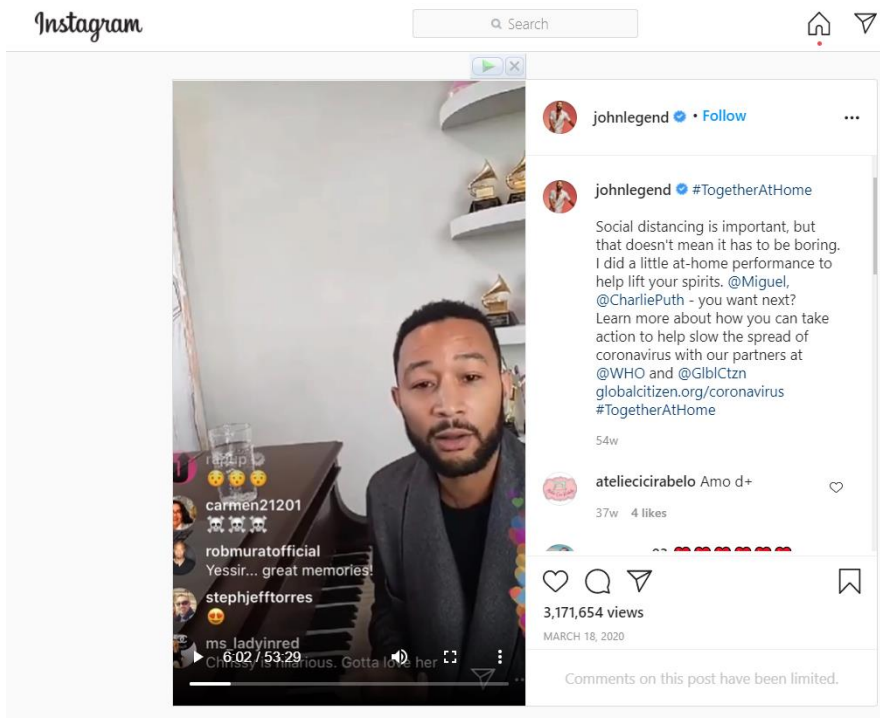 Instagram
Search
johnlegend • Follow
johnlegend #TogetherAtHome
Social distancing is important, but
that doesn't mean it has to be boring.
I did a little at-home performance to
help lift your spirits. @Miguel,
@CharliePuth - you want next?
Learn more about how you can take
action to help slow the spread of
coronavirus with our partners at
@WHO and @GlblCtzn
globalcitizen.org/coronavirus
#TogetherAtHome
54w
ateliecicirabelo Amo d+
37w 4 likes
3,171,654 views
MARCH 18, 2020
Comments on this post have been limited.
carmen21201
robmuratofficial
Yessir... great memories!
stephjefftorres
ms_ladyinred
Chrissy is hilarious. Gotta love her
6:02 / 53:29